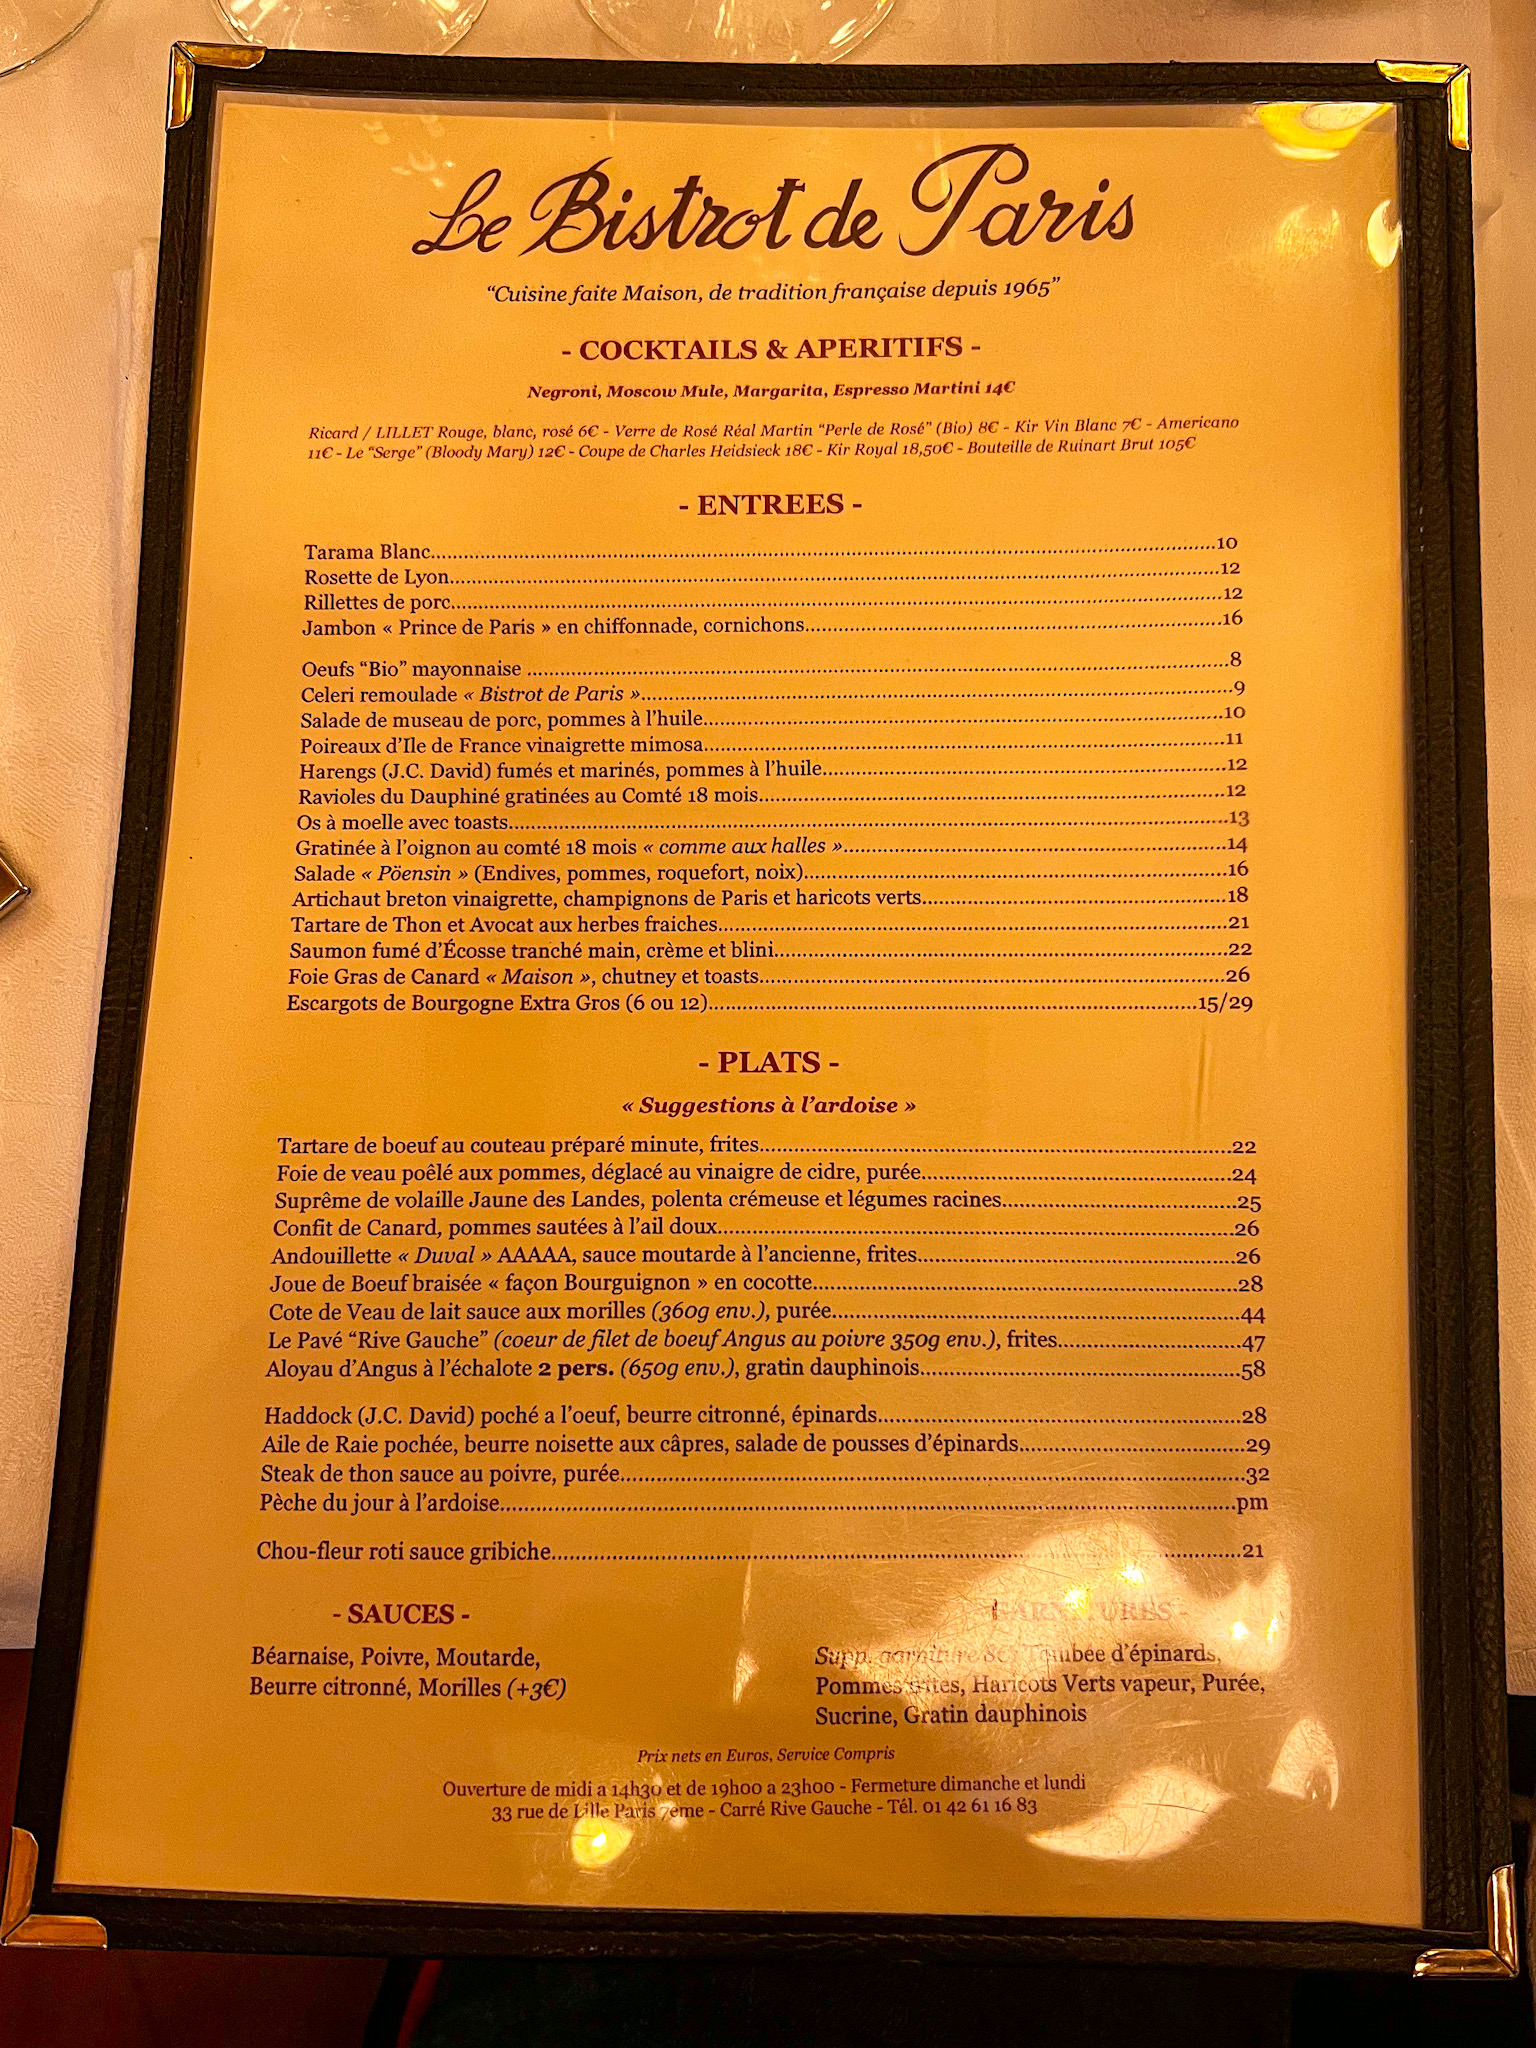 Le Bistrot de Paris
“Cuisine faite Maison, de tradition française depuis 1965”
- COCKTAILS & APERITIFS -
Negroni, Moscow Mule, Margarita, Espresso Martini 14€
Ricard / LILLET Rouge, blanc, rosé 6€ - Verre de Rosé Réal Martin “Perle de Rosé” (Bio) 8€ - Kir Vin Blanc 7€ - Americano
11€ - Le “Serge” (Bloody Mary) 12€ - Coupe de Charles Heidsieck 18€ - Kir Royal 18,50€ - Bouteille de Ruinart Brut 105€
- ENTREES -
Tarama Blanc...10
Rosette de Lyon...12
Rillettes de porc...12
Jambon « Prince de Paris » en chiffonnade, cornichons...16
Oeufs “Bio” mayonnaise ...8
Celeri remoulade « Bistrot de Paris »...9
Salade de museau de porc, pommes à l’huile...10
Poireaux d’Ile de France vinaigrette mimosa...11
Harengs (J.C. David) fumés et marinés, pommes à l’huile...12
Ravioles du Dauphiné gratinées au Comté 18 mois...12
Os à moelle avec toasts...13
Gratinée à l’oignon au comté 18 mois « comme aux halles »...14
Salade « Pöensin » (Endives, pommes, roquefort, noix)...16
Artichaut breton vinaigrette, champignons de Paris et haricots verts...18
Tartare de Thon et Avocat aux herbes fraiches...21
Saumon fumé d’Écosse tranché main, crème et blini...22
Foie Gras de Canard « Maison », chutney et toasts...26
Escargots de Bourgogne Extra Gros (6 ou 12)...15/29
- PLATS -
« Suggestions à l’ardoise »
Tartare de boeuf au couteau préparé minute, frites...22
Foie de veau poêlé aux pommes, déglacé au vinaigre de cidre, purée...24
Suprême de volaille Jaune des Landes, polenta crémeuse et légumes racines...25
Confit de Canard, pommes sautées à l’ail doux...26
Andouillette « Duval » AAAAA, sauce moutarde à l’ancienne, frites...26
Joue de Boeuf braisée « façon Bourguignon » en cocotte...28
Cote de Veau de lait sauce aux morilles (360g env.), purée...44
Le Pavé “Rive Gauche” (coeur de filet de boeuf Angus au poivre 350g env.), frites...47
Aloyau d’Angus à l’échalote 2 pers. (650g env.), gratin dauphinois...58
Haddock (J.C. David) poché a l’oeuf, beurre citronné, épinards...28
Aile de Raie pochée, beurre noisette aux câpres, salade de pousses d’épinards...29
Steak de thon sauce au poivre, purée...32
Pèche du jour à l’ardoise...pm
Chou-fleur roti sauce gribiche...21
- SAUCES -
Béarnaise, Poivre, Moutarde,
Beurre citronné, Morilles (+3€)
- GARNITURES -
Supp. garniture 8€; Tombée d’épinards,
Pommes frites, Haricots Verts vapeur, Purée,
Sucrine, Gratin dauphinois
Prix nets en Euros, Service Compris
Ouverture de midi a 14h30 et de 19h00 a 23h00 - Fermeture dimanche et lundi
33 rue de Lille Paris 7eme - Carré Rive Gauche - Tél. 01 42 61 16 83